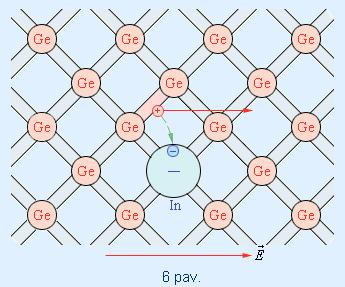 Ge Ge Ge Ge
Ge Ge Ge
+
Ge Ge Ge
−
Ge − Ge
In
Ge Ge Ge Ge
E
6 pav.